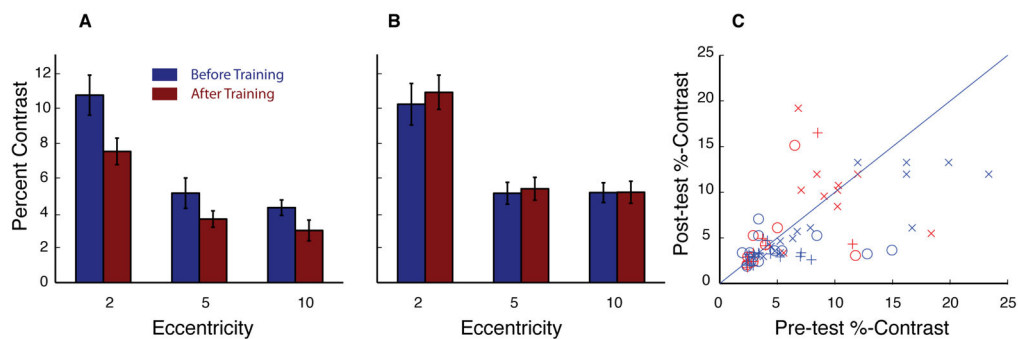 A
B
C
Percent Contrast
12
10
8
6
4
2
0
Before Training
After Training
2
5
10
Eccentricity
2
5
10
Eccentricity
Post-test %-Contrast
25
20
15
10
5
0
0
5
10
15
20
25
Pre-test %-Contrast